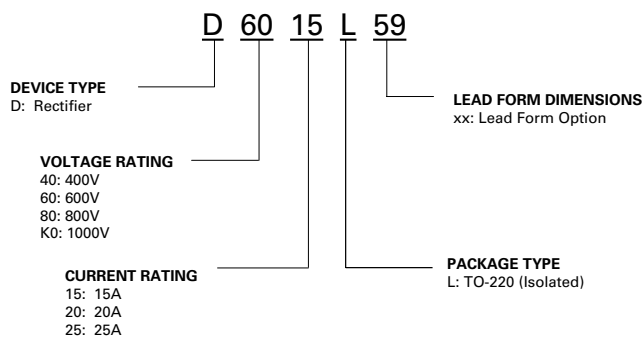 D 60 15 L 59
DEVICE TYPE
D: Rectifier
LEAD FORM DIMENSIONS
xx: Lead Form Option
VOLTAGE RATING
40: 400V
60: 600V
80: 800V
K0: 1000V
CURRENT RATING
15: 15A
20: 20A
25: 25A
PACKAGE TYPE
L: TO-220 (Isolated)